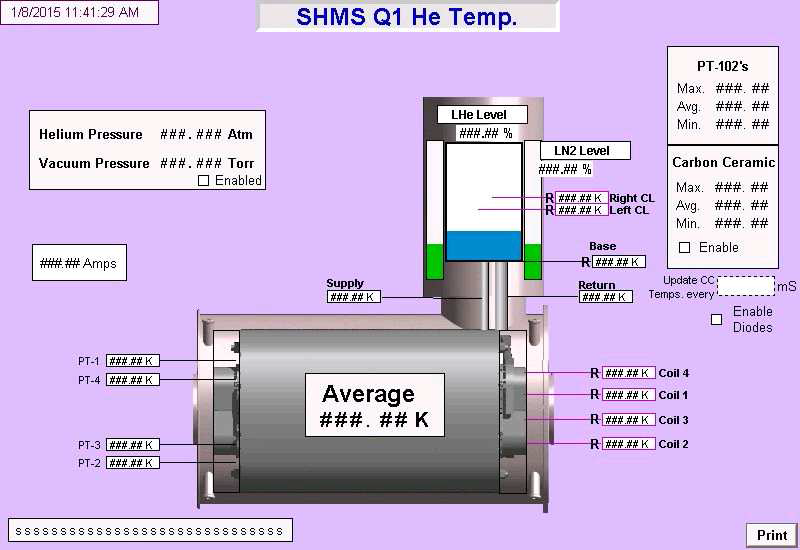 1/8/2015 11:41:29 AM
SHMS Q1 He Temp.
PT-102's
Max. ###. ##
Avg. ###. ##
Min. ###. ##
Carbon Ceramic
Max. ###. ##
Avg. ###. ##
Min. ###. ##
Enable
Update CC
Temps. every mS
Enable
Diodes
Helium Pressure ###. ### Atm
Vacuum Pressure ###. ### Torr
Enabled
###.## Amps
LHe Level
###.## %
LN2 Level
###.## %
R ###.## K Right CL
R ###.## K Left CL
Base
R ###.## K
Supply
###.## K
Return
###.## K
PT-1 ###.## K
PT-4 ###.## K
PT-3 ###.## K
PT-2 ###.## K
Average
###. ## K
R ###.## K Coil 4
R ###.## K Coil 1
R ###.## K Coil 3
R ###.## K Coil 2
S S S S S S S S S S S S S S S S S S S S S S S S S S S S S S
Print